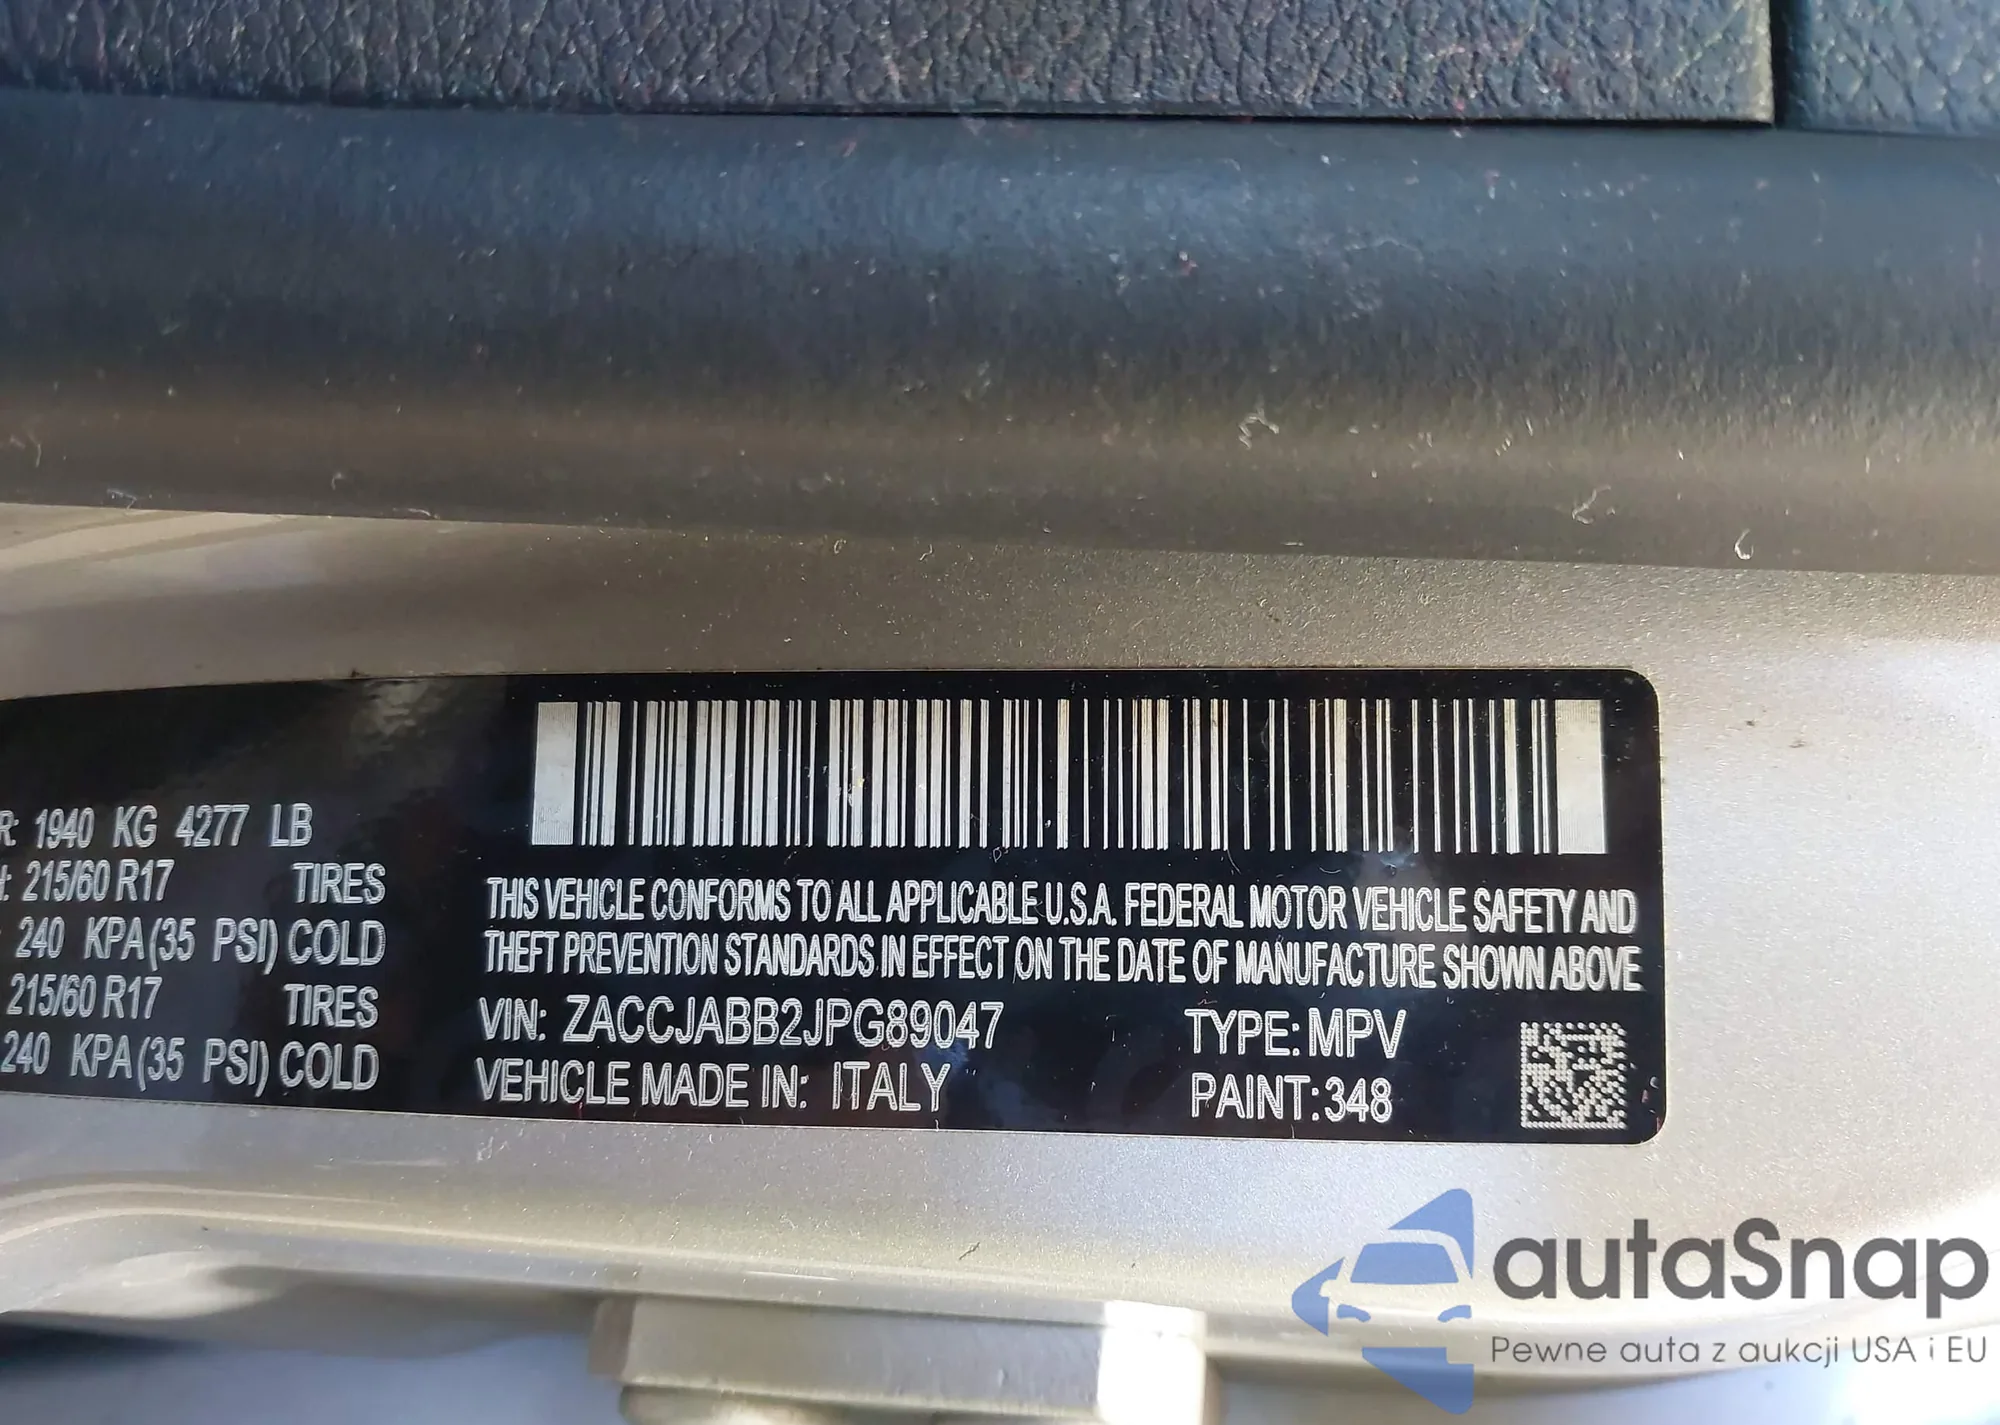 R: 1940 KG 4277 LB
: 215/60 R17 TIRES
240 KPA(35 PSI) COLD
215/60 R17 TIRES
240 KPA(35 PSI) COLD
THIS VEHICLE CONFORMS TO ALL APPLICABLE U.S.A. FEDERAL MOTOR VEHICLE SAFETY AND
THEFT PREVENTION STANDARDS IN EFFECT ON THE DATE OF MANUFACTURE SHOWN ABOVE
VIN: ZACCJABB2JPG89047 TYPE: MPV
VEHICLE MADE IN: ITALY PAINT: 348
autaSnap
Pewne auta z aukcji USA i EU